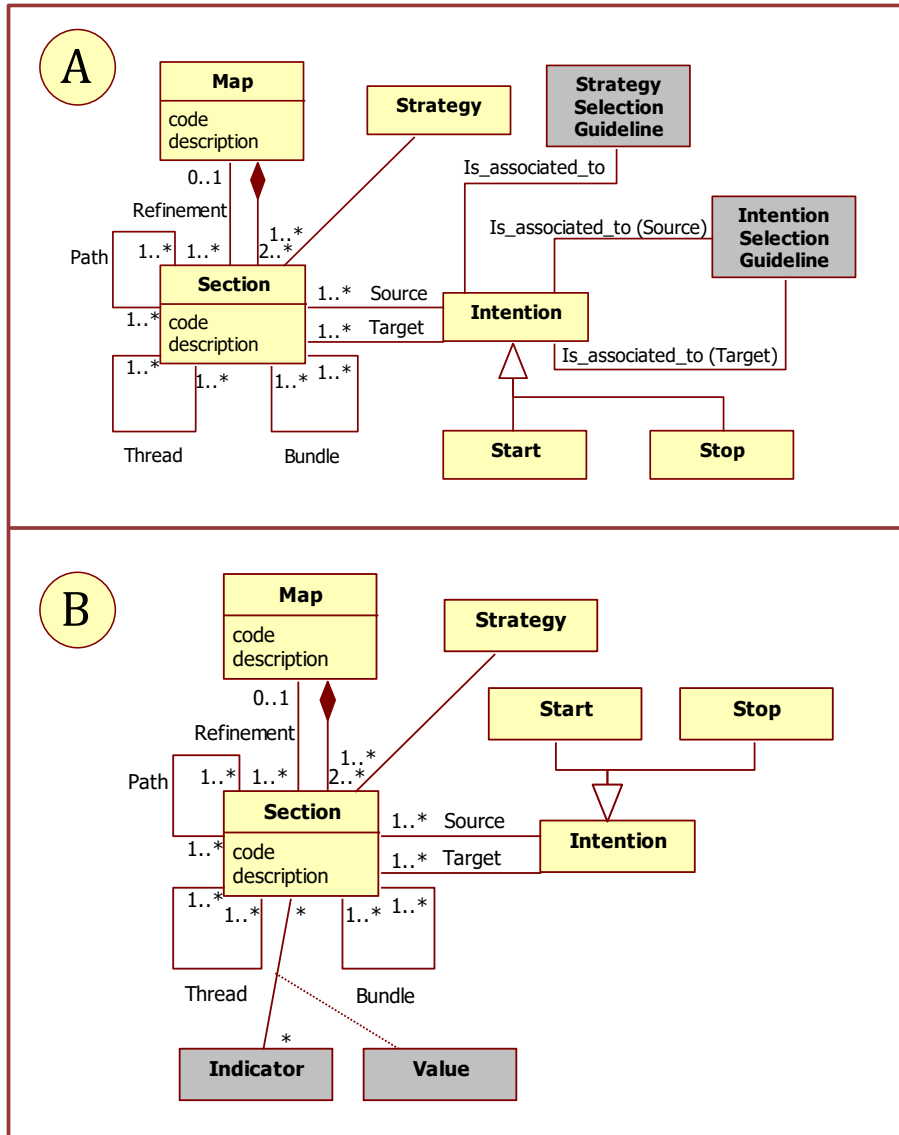 A
Map
code
description
Strategy
Strategy
Selection
Guideline
0..1
Is_associated_to
Refinement
Intention
Selection
Guideline
Is_associated_to (Source)
1..*
Path
1..*
1..*
2..*
Section
code
description
1..*
Source
Intention
1..*
1..*
Target
Is_associated_to (Target)
1..*
1..*
1..*
1..*
Thread
Bundle
Start
Stop
B
Map
code
description
Strategy
0..1
Start
Stop
Refinement
1..*
Path
1..*
1..*
2..*
Section
code
description
1..*
Source
Intention
1..*
1..*
Target
1..*
1..*
*
1..*
1..*
Thread
Bundle
*
Indicator
Value